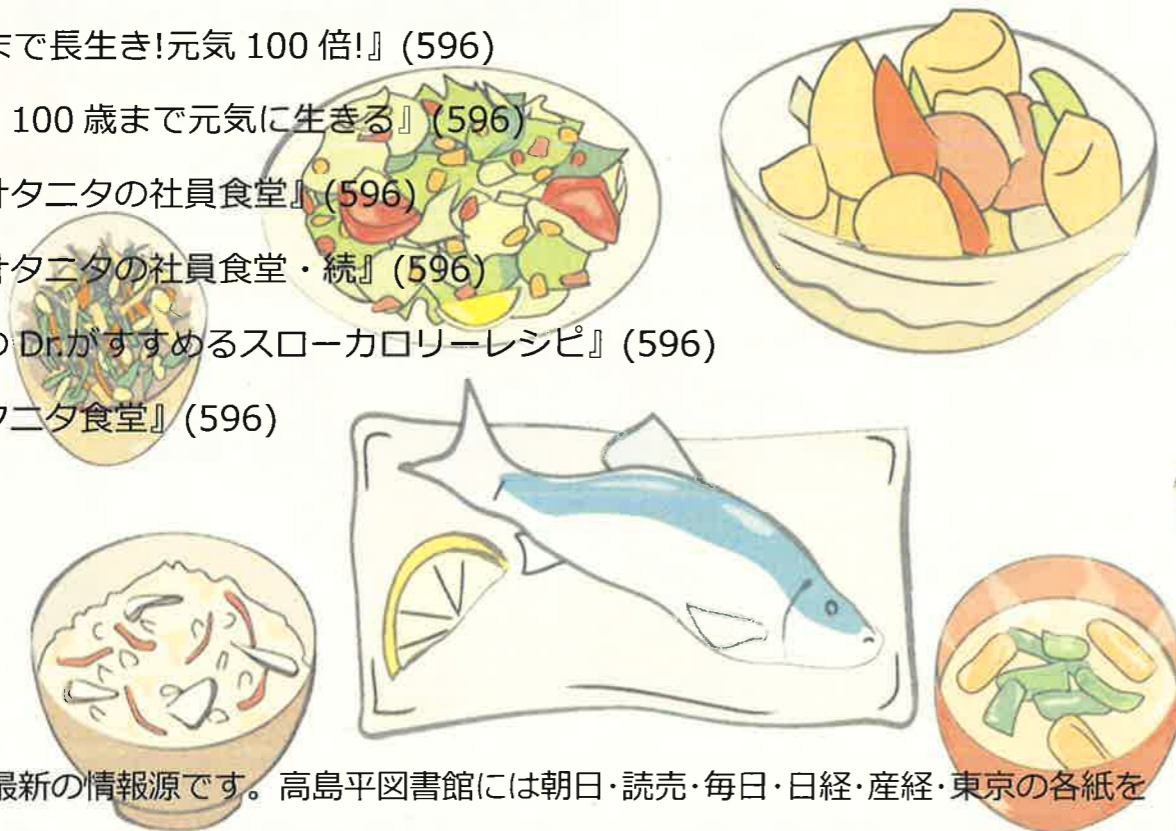 まで長生き!元気 100 倍!』(596)
100 歳まで元気に生きる』(596)
タニタの社員食堂』(596)
タニタの社員食堂・続』(596)
Dr.がすすめるスローカロリーレシピ』(596)
タニタ食堂』(596)
最新の情報源です。高島平図書館には朝日・読売・毎日・日経・産経・東京の各紙を